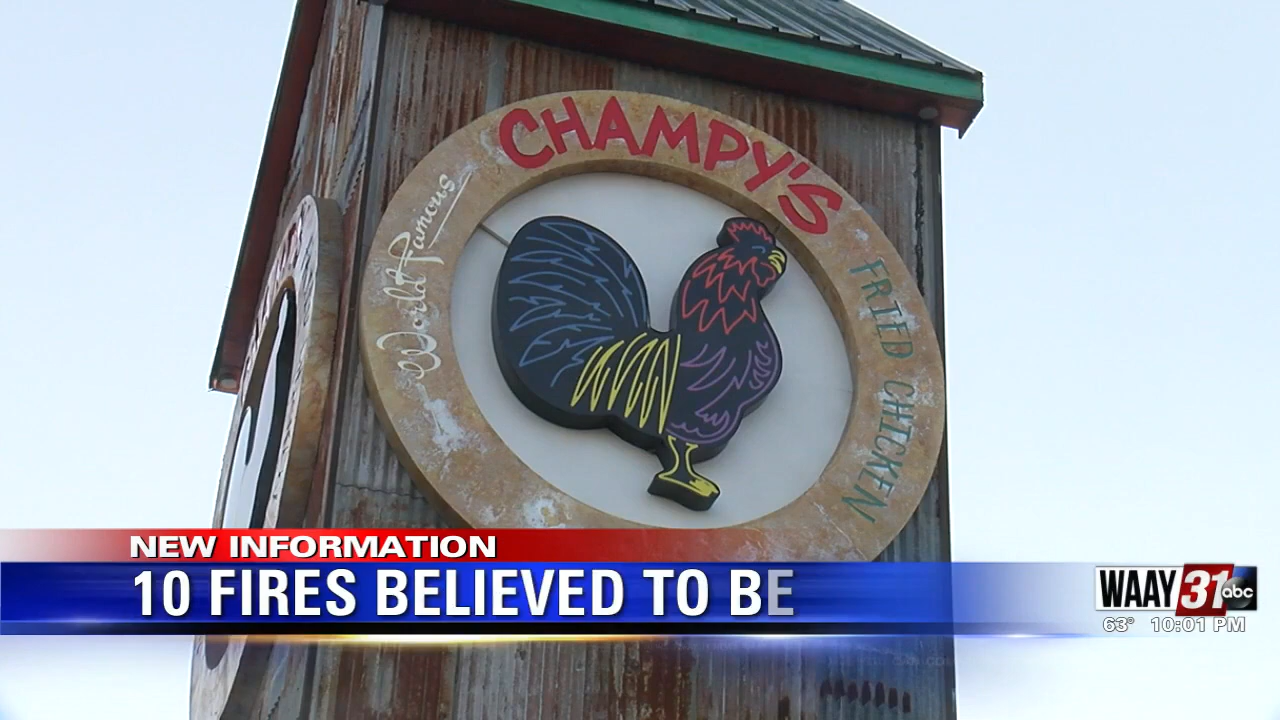 CHAMPY'S
World Famous
FRIED CHICKEN
NEW INFORMATION
10 FIRES BELIEVED TO BE
WAAY 31 abc
63° 10:01 PM